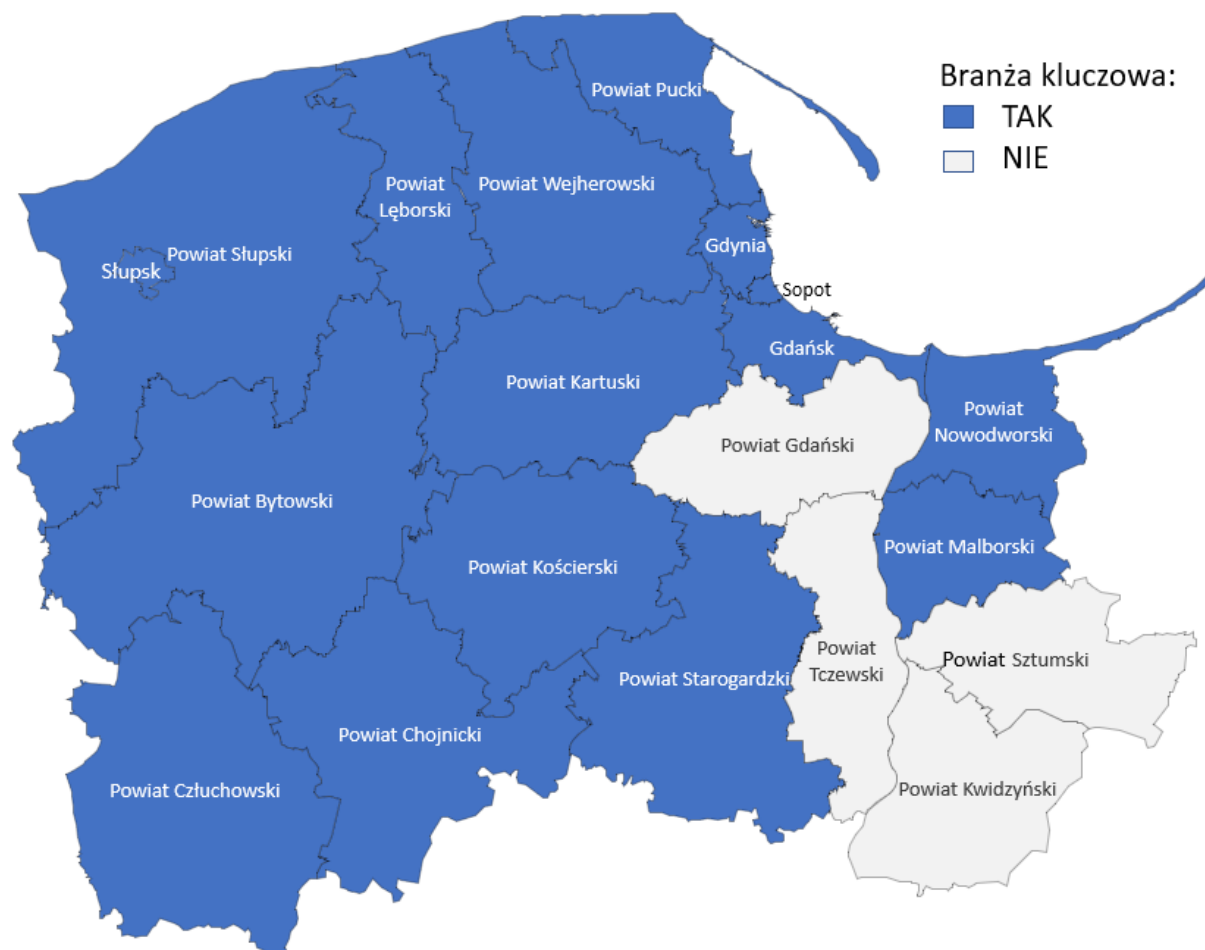 Branża kluczowa:
TAK
NIE
Powiat Pucki
Powiat
Lęborski
Powiat Wejherowski
Powiat Słupski
Słupsk
Gdynia
Sopot
Gdańsk
Powiat Kartuski
Powiat
Nowodworski
Powiat Gdański
Powiat Bytowski
Powiat Malborski
Powiat Kościerski
Powiat
Tczewski
Powiat Sztumski
Powiat Starogardzki
Powiat Chojnicki
Powiat Człuchowski
Powiat Kwidzyński